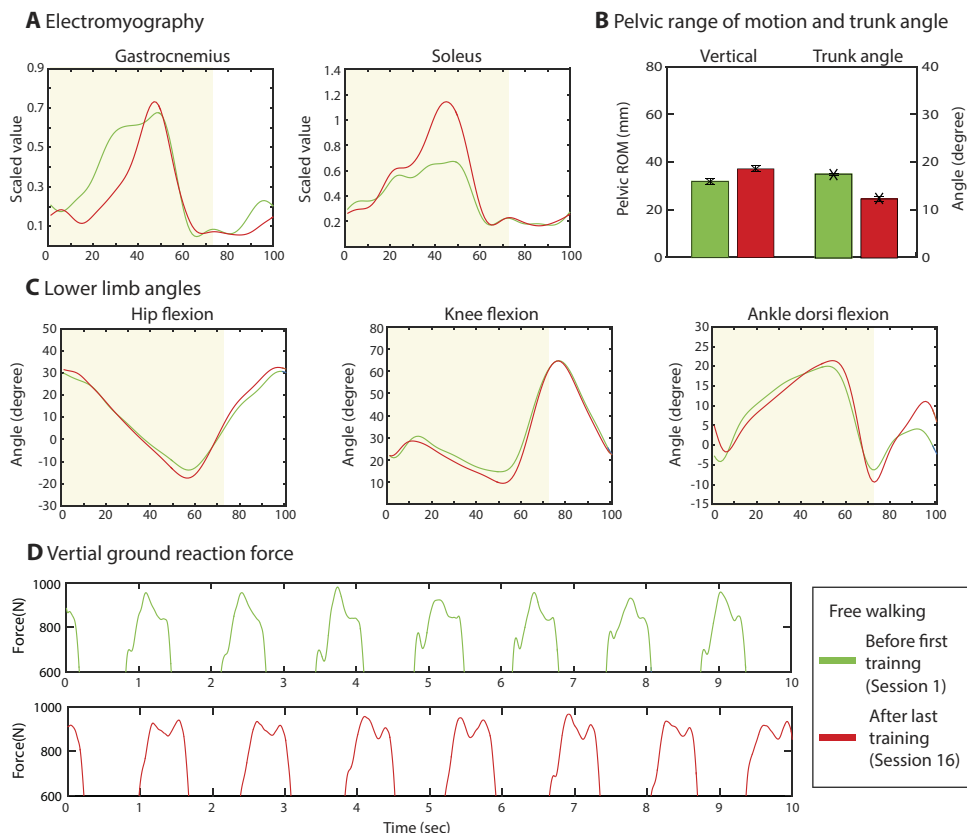 A Electromyography
Gastrocnemius
Scaled value
0.9
0.7
0.5
0.3
0.1
0 20 40 60 80 100
Soleus
Scaled value
1.4
1.2
1
0.8
0.6
0.4
0.2
0 20 40 60 80 100
B Pelvic range of motion and trunk angle
Vertical Trunk angle
Pelvic ROM (mm)
80
60
40
20
0
40
30
20
10
0
Angle (degree)
C Lower limb angles
Hip flexion
Angle (degree)
50
40
30
20
10
0
-10
-20
-30
0 20 40 60 80 100
Knee flexion
Angle (degree)
80
70
60
50
40
30
20
10
0 20 40 60 80 100
Ankle dorsi flexion
Angle (degree)
30
25
20
15
10
5
0
-5
-10
-15
0 20 40 60 80 100
D Vertial ground reaction force
Force(N)
1000
800
600
0 1 2 3 4 5 6 7 8 9 10
Force(N)
1000
800
600
0 1 2 3 4 5 6 7 8 9 10
Time (sec)
Free walking
Before first
trainng
(Session 1)
After last
training
(Session 16)